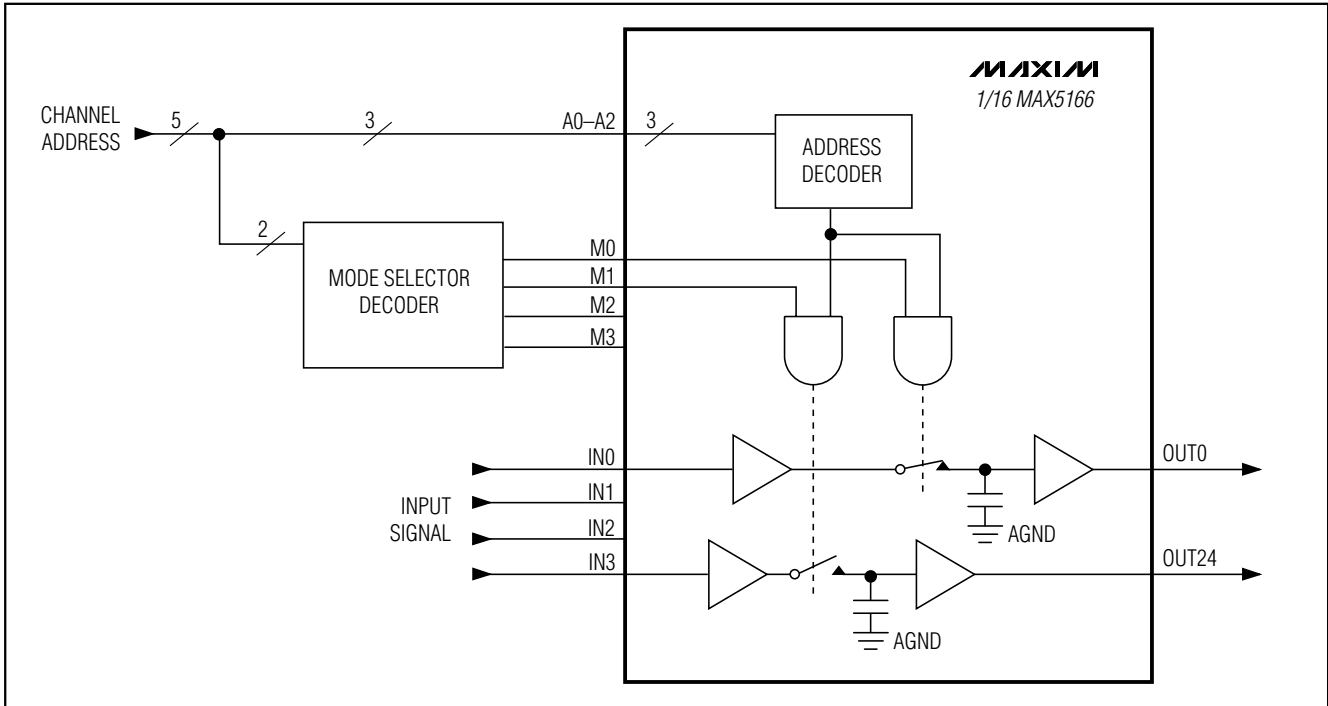 MAXIM
1/16 MAX5166
CHANNEL
ADDRESS
5
3
A0–A2
3
ADDRESS
DECODER
2
MODE SELECTOR
DECODER
M0
M1
M2
M3
INPUT
SIGNAL
IN0
IN1
IN2
IN3
AGND
OUT0
AGND
OUT24